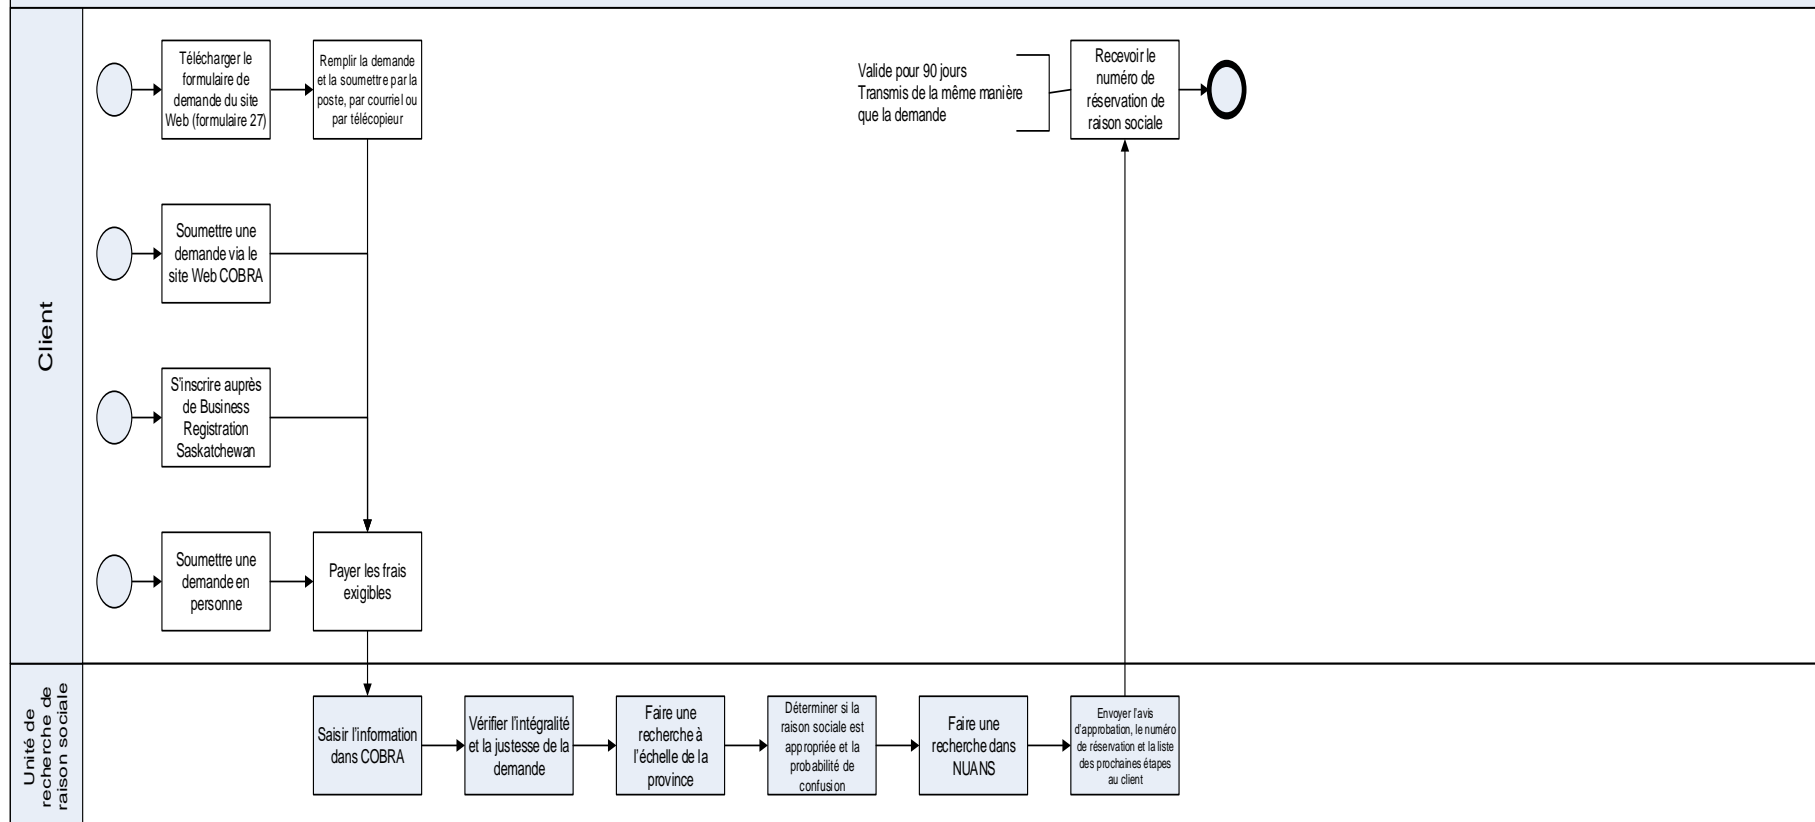 Client
Télécharger le
formulaire de
demande du site
Web (formulaire 27)
Remplir la demande
et la soumettre par la
poste, par courriel ou
par télécopieur
Valide pour 90 jours
Transmis de la même manière
que la demande
Recevoir le
numéro de
réservation de
raison sociale
Soumettre une
demande via le
site Web COBRA
S'inscrire auprès
de Business
Registration
Saskatchewan
Soumettre une
demande en
personne
Payer les frais
exigibles
Unité de
recherche de
raison sociale
Saisir l'information
dans COBRA
Vérifier l'intégralité
et la justesse de la
demande
Faire une
recherche à
l'échelle de la
province
Déterminer si la
raison sociale est
appropriée et la
probabilité de
confusion
Faire une
recherche dans
NUANS
Envoyer l'avis
d'approbation, le numéro
de réservation et la liste
des prochaines étapes
au client